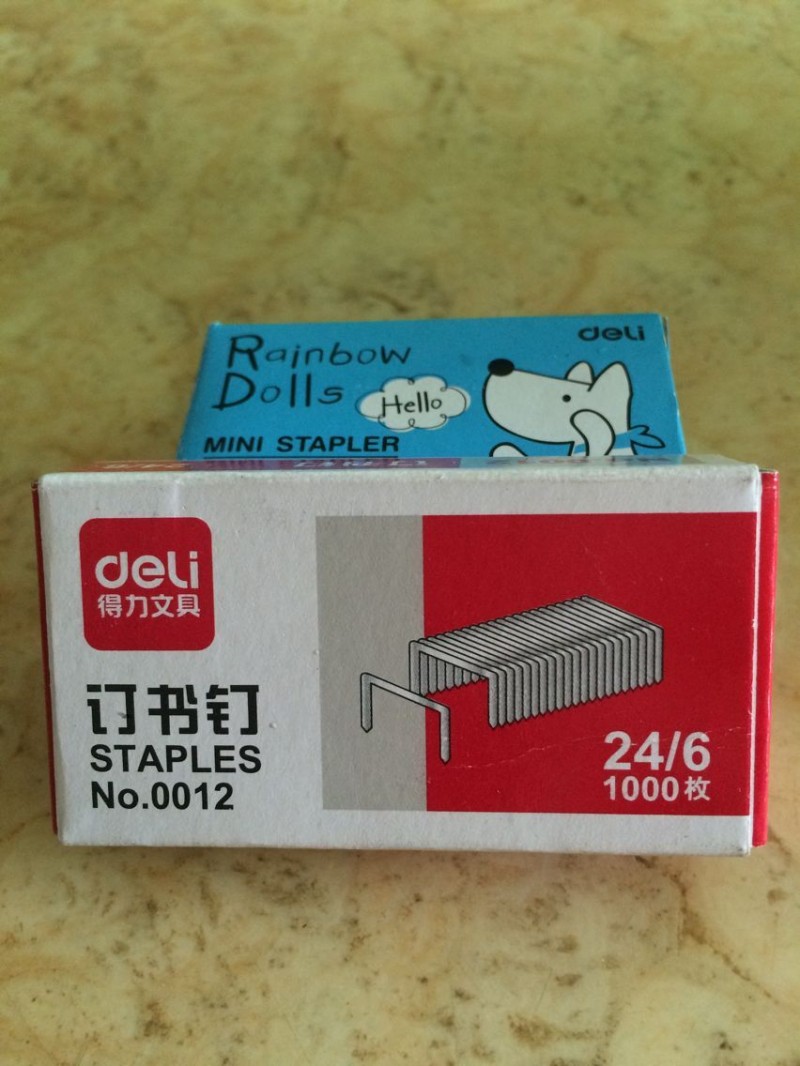 Rainbow
Dolls
Hello
deli
MINI STAPLER
deli
得力文具
订书钉
STAPLES
No.0012
24/6
1000枚